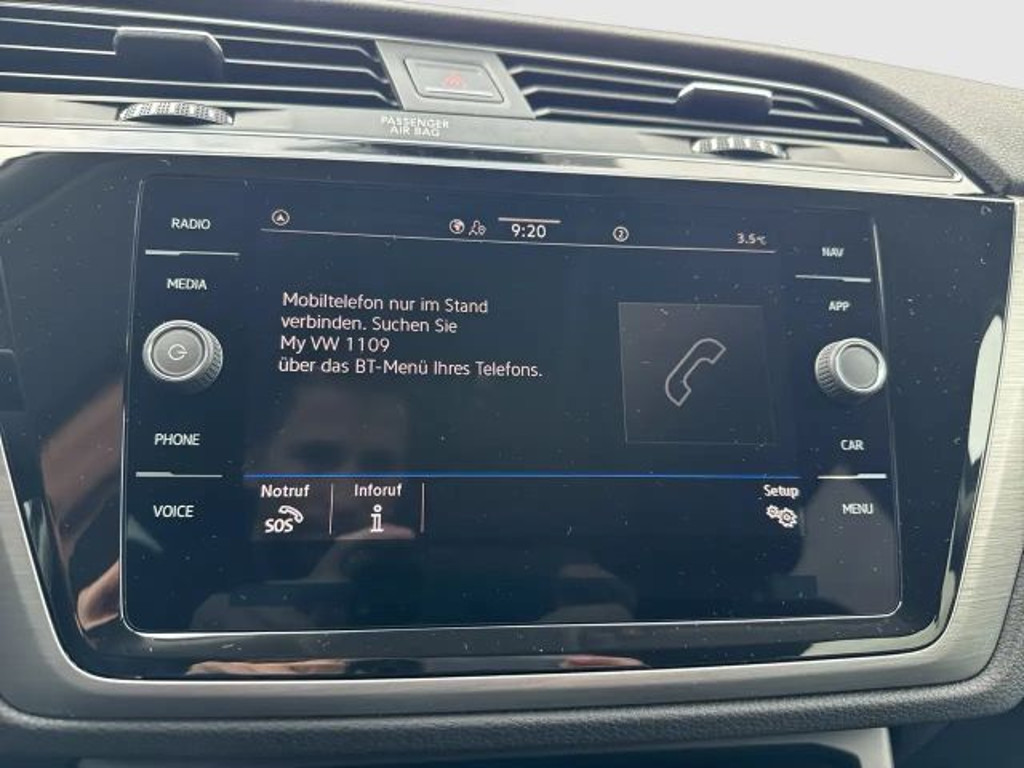 PASSENGER
AIR BAG
RADIO
MEDIA
PHONE
VOICE
9:20
2
3.5°C
Mobiltelefon nur im Stand
verbinden. Suchen Sie
My VW 1109
über das BT-Menü Ihres Telefons.
Notruf
SOS
Inforuf
i
Setup
NAV
APP
CAR
MENU